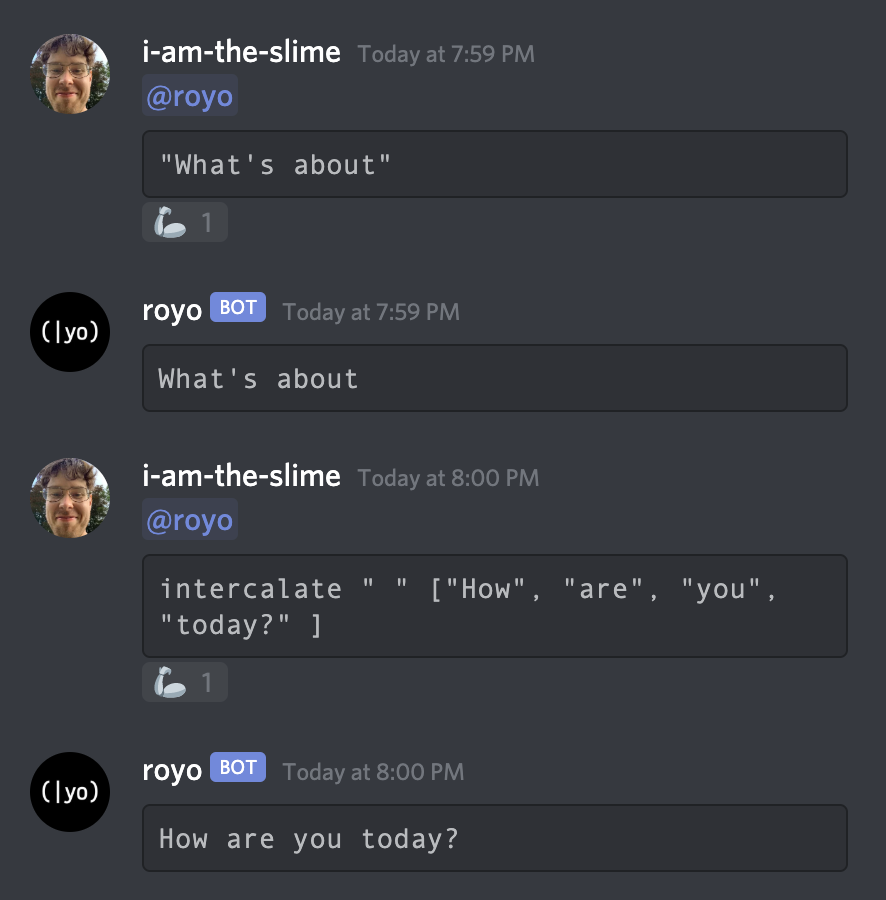 i-am-the-slime Today at 7:59 PM
@royo
"What's about"
1
(|yo)
royo BOT Today at 7:59 PM
What's about
i-am-the-slime Today at 8:00 PM
@royo
intercalate " " ["How", "are", "you",
"today?" ]
1
(|yo)
royo BOT Today at 8:00 PM
How are you today?